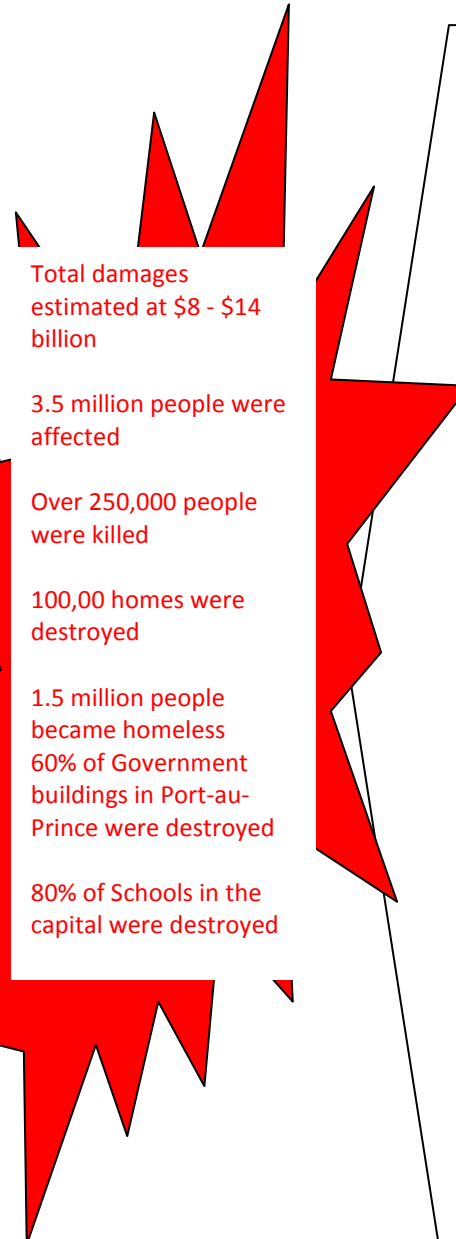 Total damages
estimated at $8 - $14
billion
3.5 million people were
affected
Over 250,000 people
were killed
100,00 homes were
destroyed
1.5 million people
became homeless
60% of Government
buildings in Port-au-
Prince were destroyed
80% of Schools in the
capital were destroyed